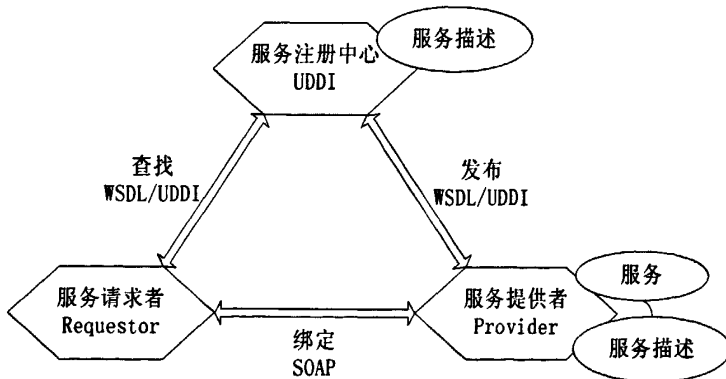 服务描述
服务注册中心
UDDI
查找
WSDL/UDDI
发布
WSDL/UDDI
服务
服务请求者
Requestor
服务提供者
Provider
绑定
SOAP
服务描述